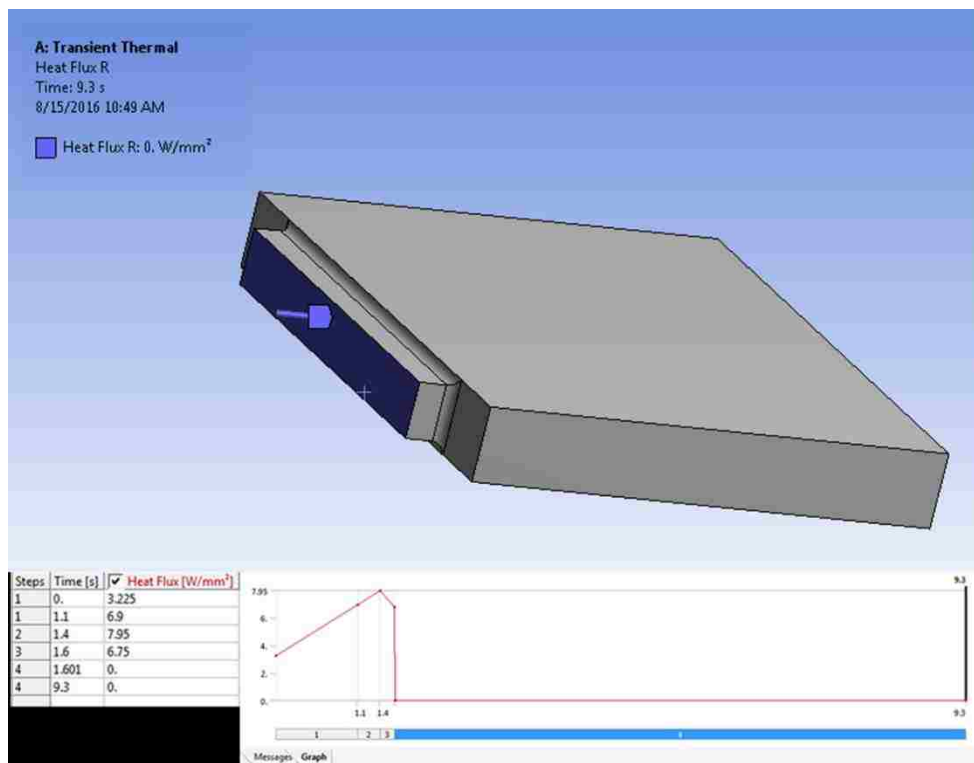 A: Transient Thermal
Heat Flux R
Time: 9.3 s
8/15/2016 10:49 AM
Heat Flux R: 0. W/mm²
Steps Time [s] Heat Flux [W/mm²]
1 0. 3.225
1 1.1 6.9
2 1.4 7.95
3 1.6 6.75
4 1.601 0.
4 9.3 0.
9.3
7.95
6.
4.
2.
0.
1.1 1.4 9.3
1 2 3 4
Messages Graph